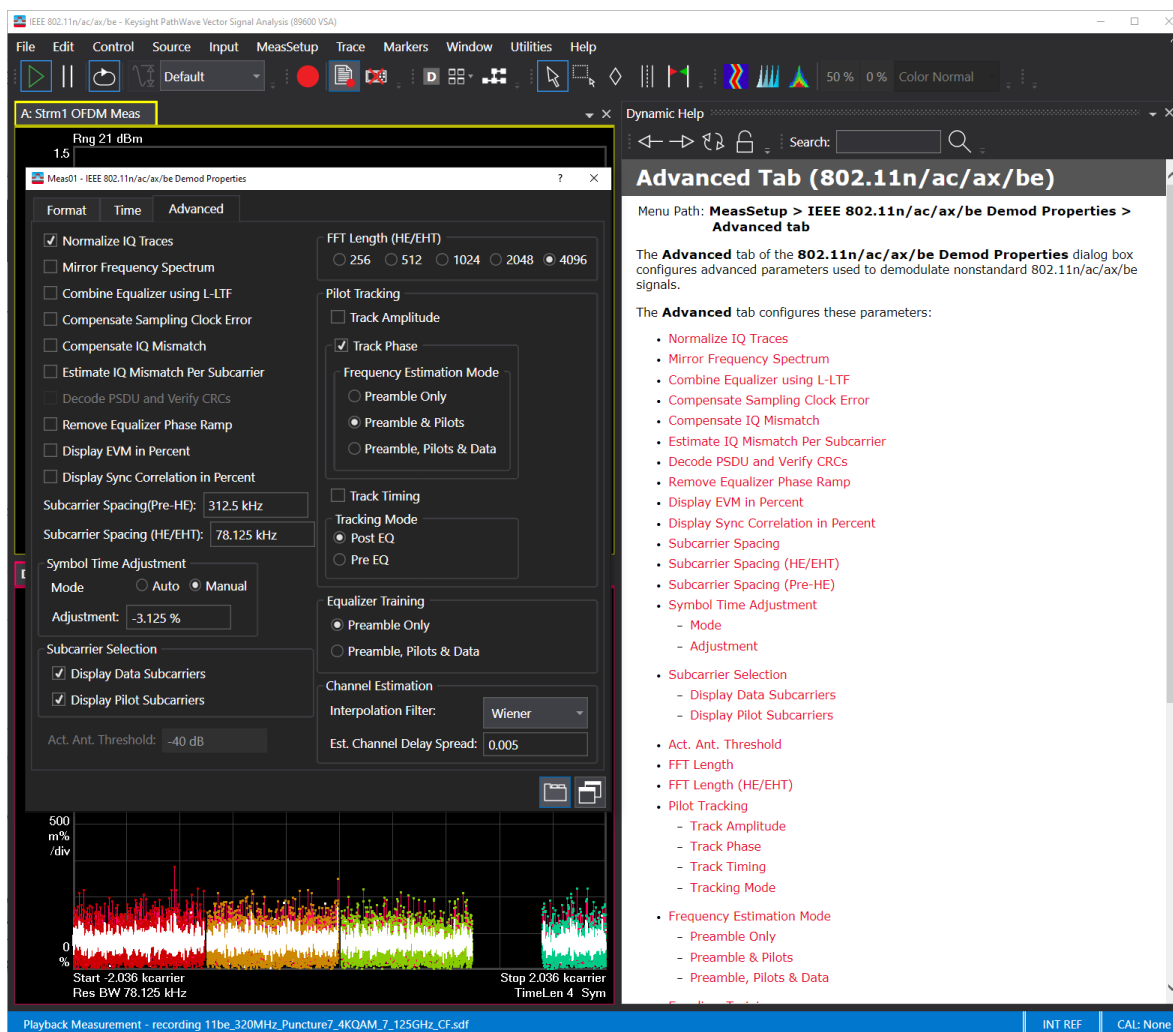 IEEE 802.11n/ac/ax/be - Keysight PathWave Vector Signal Analysis (89600 VSA)
File Edit Control Source Input MeasSetup Trace Markers Window Utilities Help
Default D 50 % 0 % Color Normal
A: Strm1 OFDM Meas
Rng 21 dBm
1.5
Meas01 - IEEE 802.11n/ac/ax/be Demod Properties ?
Format Time Advanced
Normalize IQ Traces
Mirror Frequency Spectrum
Combine Equalizer using L-LTF
Compensate Sampling Clock Error
Compensate IQ Mismatch
Estimate IQ Mismatch Per Subcarrier
Decode PSDU and Verify CRCs
Remove Equalizer Phase Ramp
Display EVM in Percent
Display Sync Correlation in Percent
Subcarrier Spacing(Pre-HE): 312.5 kHz
Subcarrier Spacing (HE/EHT): 78.125 kHz
Symbol Time Adjustment
Mode Auto Manual
Adjustment: -3.125 %
Subcarrier Selection
Display Data Subcarriers
Display Pilot Subcarriers
Act. Ant. Threshold: -40 dB
FFT Length (HE/EHT)
256 512 1024 2048 4096
Pilot Tracking
Track Amplitude
Track Phase
Frequency Estimation Mode
Preamble Only
Preamble & Pilots
Preamble, Pilots & Data
Track Timing
Tracking Mode
Post EQ
Pre EQ
Equalizer Training
Preamble Only
Preamble, Pilots & Data
Channel Estimation
Interpolation Filter: Wiener
Est. Channel Delay Spread: 0.005
500
m%
/div
0
%
Start -2.036 kcarrier Stop 2.036 kcarrier
Res BW 78.125 kHz TimeLen 4 Sym
Dynamic Help
Search:
Advanced Tab (802.11n/ac/ax/be)
Menu Path: MeasSetup > IEEE 802.11n/ac/ax/be Demod Properties >
Advanced tab
The Advanced tab of the 802.11n/ac/ax/be Demod Properties dialog box
configures advanced parameters used to demodulate nonstandard 802.11n/ac/ax/be
signals.
The Advanced tab configures these parameters:
• Normalize IQ Traces
• Mirror Frequency Spectrum
• Combine Equalizer using L-LTF
• Compensate Sampling Clock Error
• Compensate IQ Mismatch
• Estimate IQ Mismatch Per Subcarrier
• Decode PSDU and Verify CRCs
• Remove Equalizer Phase Ramp
• Display EVM in Percent
• Display Sync Correlation in Percent
• Subcarrier Spacing
• Subcarrier Spacing (HE/EHT)
• Subcarrier Spacing (Pre-HE)
• Symbol Time Adjustment
– Mode
– Adjustment
• Subcarrier Selection
– Display Data Subcarriers
– Display Pilot Subcarriers
• Act. Ant. Threshold
• FFT Length
• FFT Length (HE/EHT)
• Pilot Tracking
– Track Amplitude
– Track Phase
– Track Timing
– Tracking Mode
• Frequency Estimation Mode
– Preamble Only
– Preamble & Pilots
– Preamble, Pilots & Data
Playback Measurement - recording 11be_320MHz_Puncture7_4KQAM_7_125GHz_CF.sdf INT REF CAL: None